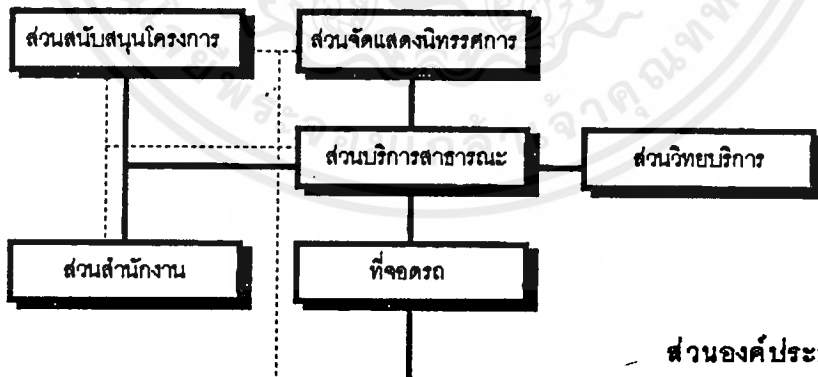 ส่วนสนับสนุนโครงการ
ส่วนจัดแสดงนิทรรศการ
ส่วนบริการสาธารณะ
ส่วนวิทยบริการ
ส่วนสำนักงาน
ที่จอดรถ